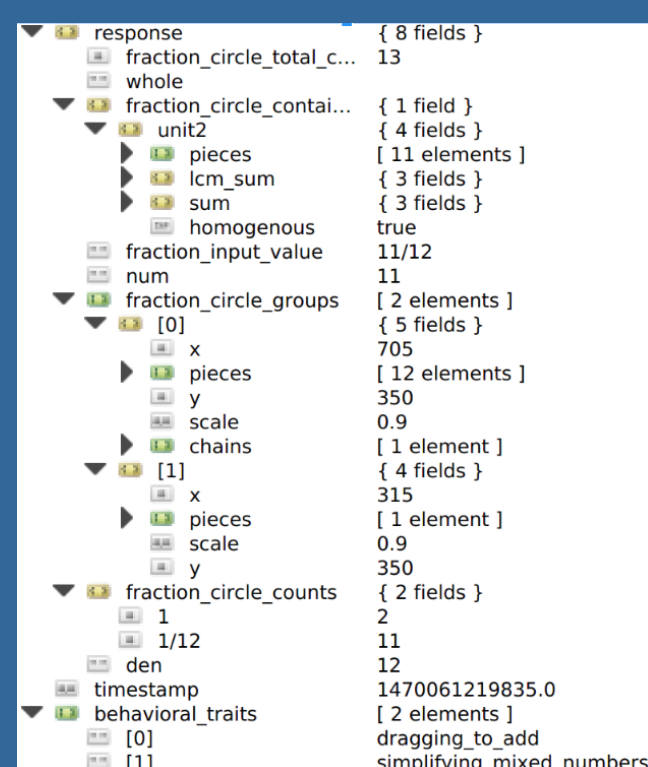 response { 8 fields }
fraction_circle_total_c... 13
whole
fraction_circle_contai... { 1 field }
unit2 { 4 fields }
pieces [ 11 elements ]
lcm_sum { 3 fields }
sum { 3 fields }
homogenous true
fraction_input_value 11/12
num 11
fraction_circle_groups [ 2 elements ]
[0] { 5 fields }
x 705
pieces [ 12 elements ]
y 350
scale 0.9
chains [ 1 element ]
[1] { 4 fields }
x 315
pieces [ 1 element ]
scale 0.9
y 350
fraction_circle_counts { 2 fields }
1 2
1/12 11
den 12
timestamp 1470061219835.0
behavioral_traits [ 2 elements ]
[0] dragging_to_add
[1] simplifying_mixed_numbers